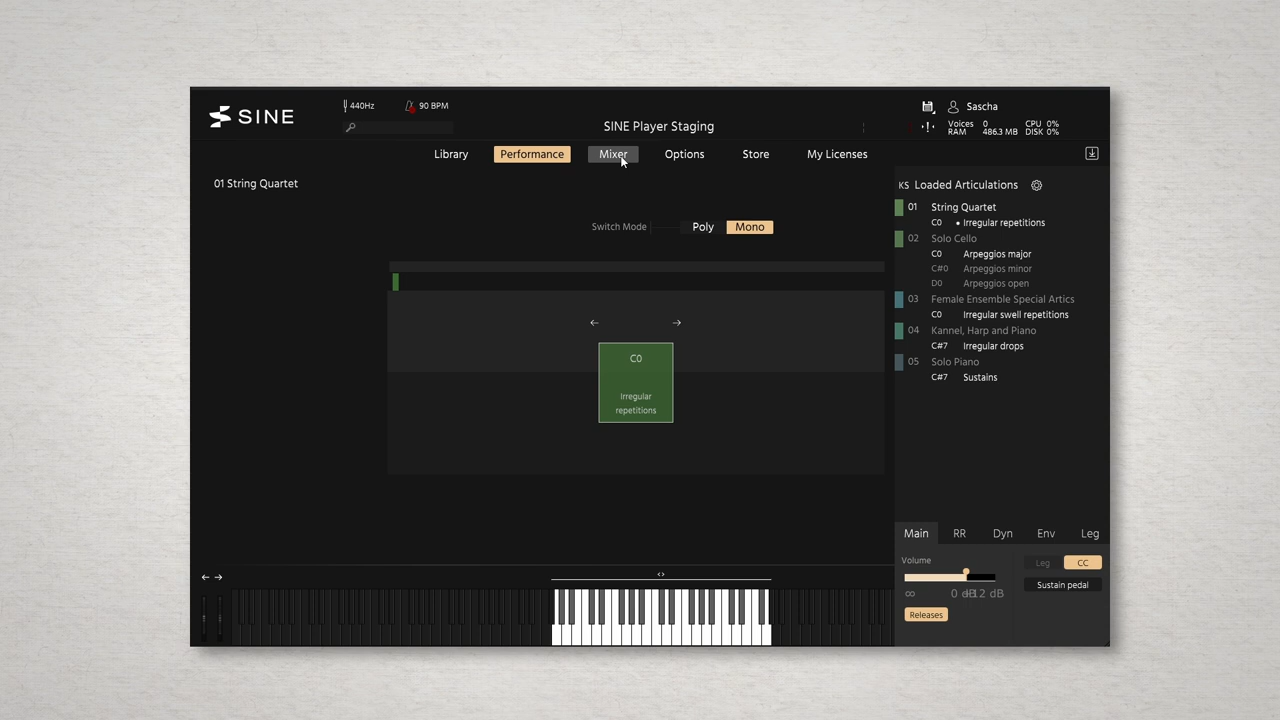 SINE
440Hz
90 BPM
SINE Player Staging
Sascha
Voices 0
RAM 486.3 MB
CPU 0%
DISK 0%
Library
Performance
Mixer
Options
Store
My Licenses
01 String Quartet
Switch Mode
Poly
Mono
C0
Irregular
repetitions
KS Loaded Articulations
01 String Quartet
C0 • Irregular repetitions
02 Solo Cello
C0 Arpeggios major
C#0 Arpeggios minor
D0 Arpeggios open
03 Female Ensemble Special Artics
C0 Irregular swell repetitions
04 Kannel, Harp and Piano
C#7 Irregular drops
05 Solo Piano
C#7 Sustains
Main
RR
Dyn
Env
Leg
Volume
Leg
CC
Sustain pedal
∞
0 dB
12 dB
Releases